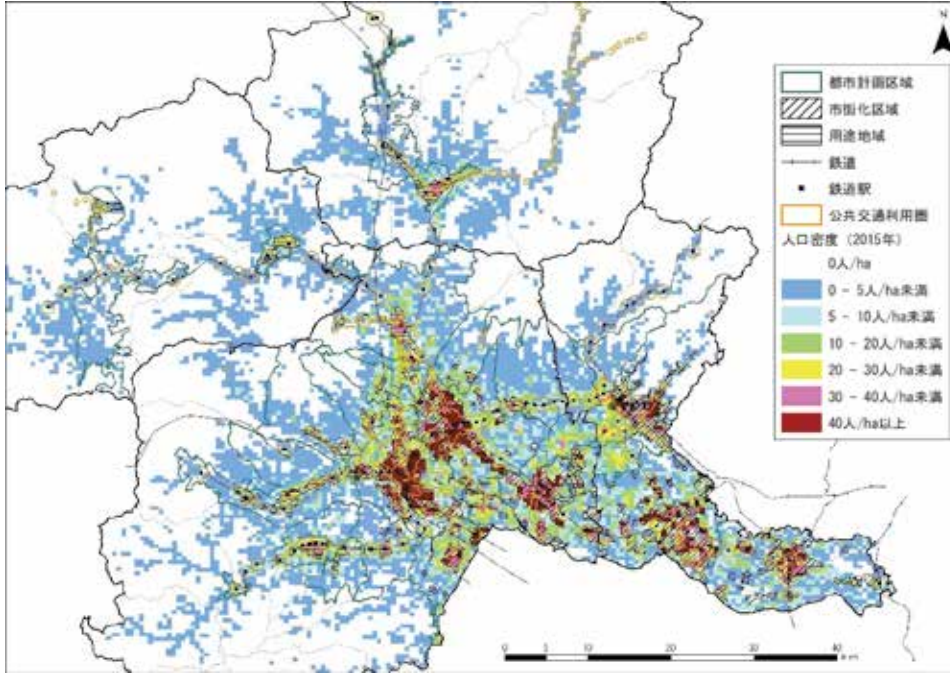 N
都市計画区域
市街化区域
用途地域
鉄道
鉄道駅
公共交通利用圏
人口密度（2015年）
0人/ha
0 - 5人/ha未満
5 - 10人/ha未満
10 - 20人/ha未満
20 - 30人/ha未満
30 - 40人/ha未満
40人/ha以上
0 5 10 20 30 40